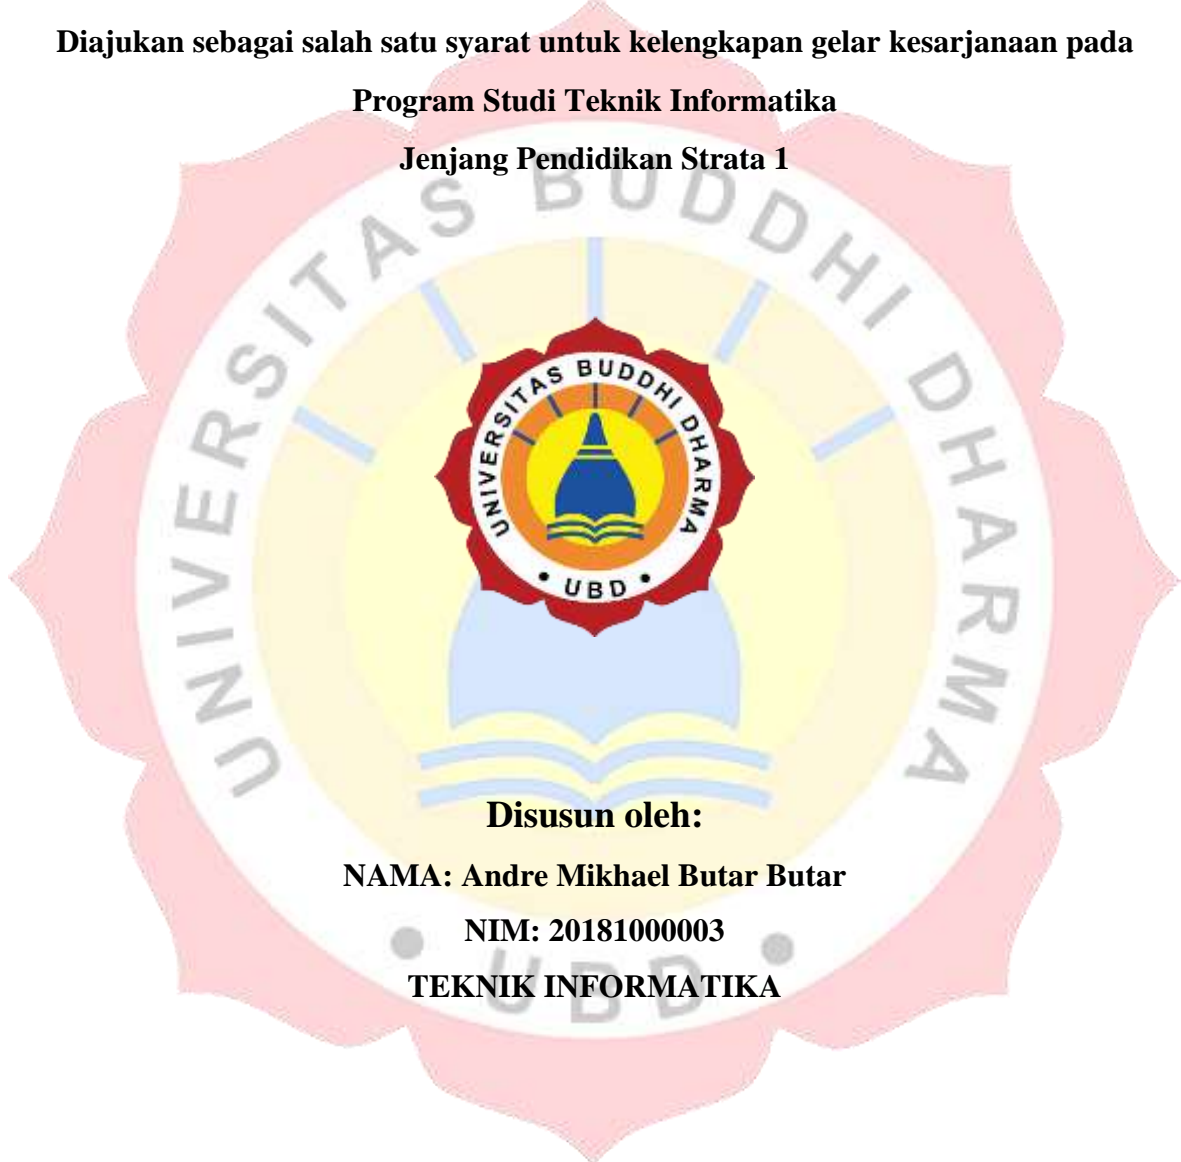 Diajukan sebagai salah satu syarat untuk kelengkapan gelar kesarjanaan pada
Program Studi Teknik Informatika
Jenjang Pendidikan Strata 1
UNIVERSITAS BUDDHI DHARMA
• UBD •
UNIVERSITAS BUDDHI DHARMA
• UBD •
Disusun oleh:
NAMA: Andre Mikhael Butar Butar
NIM: 20181000003
TEKNIK INFORMATIKA